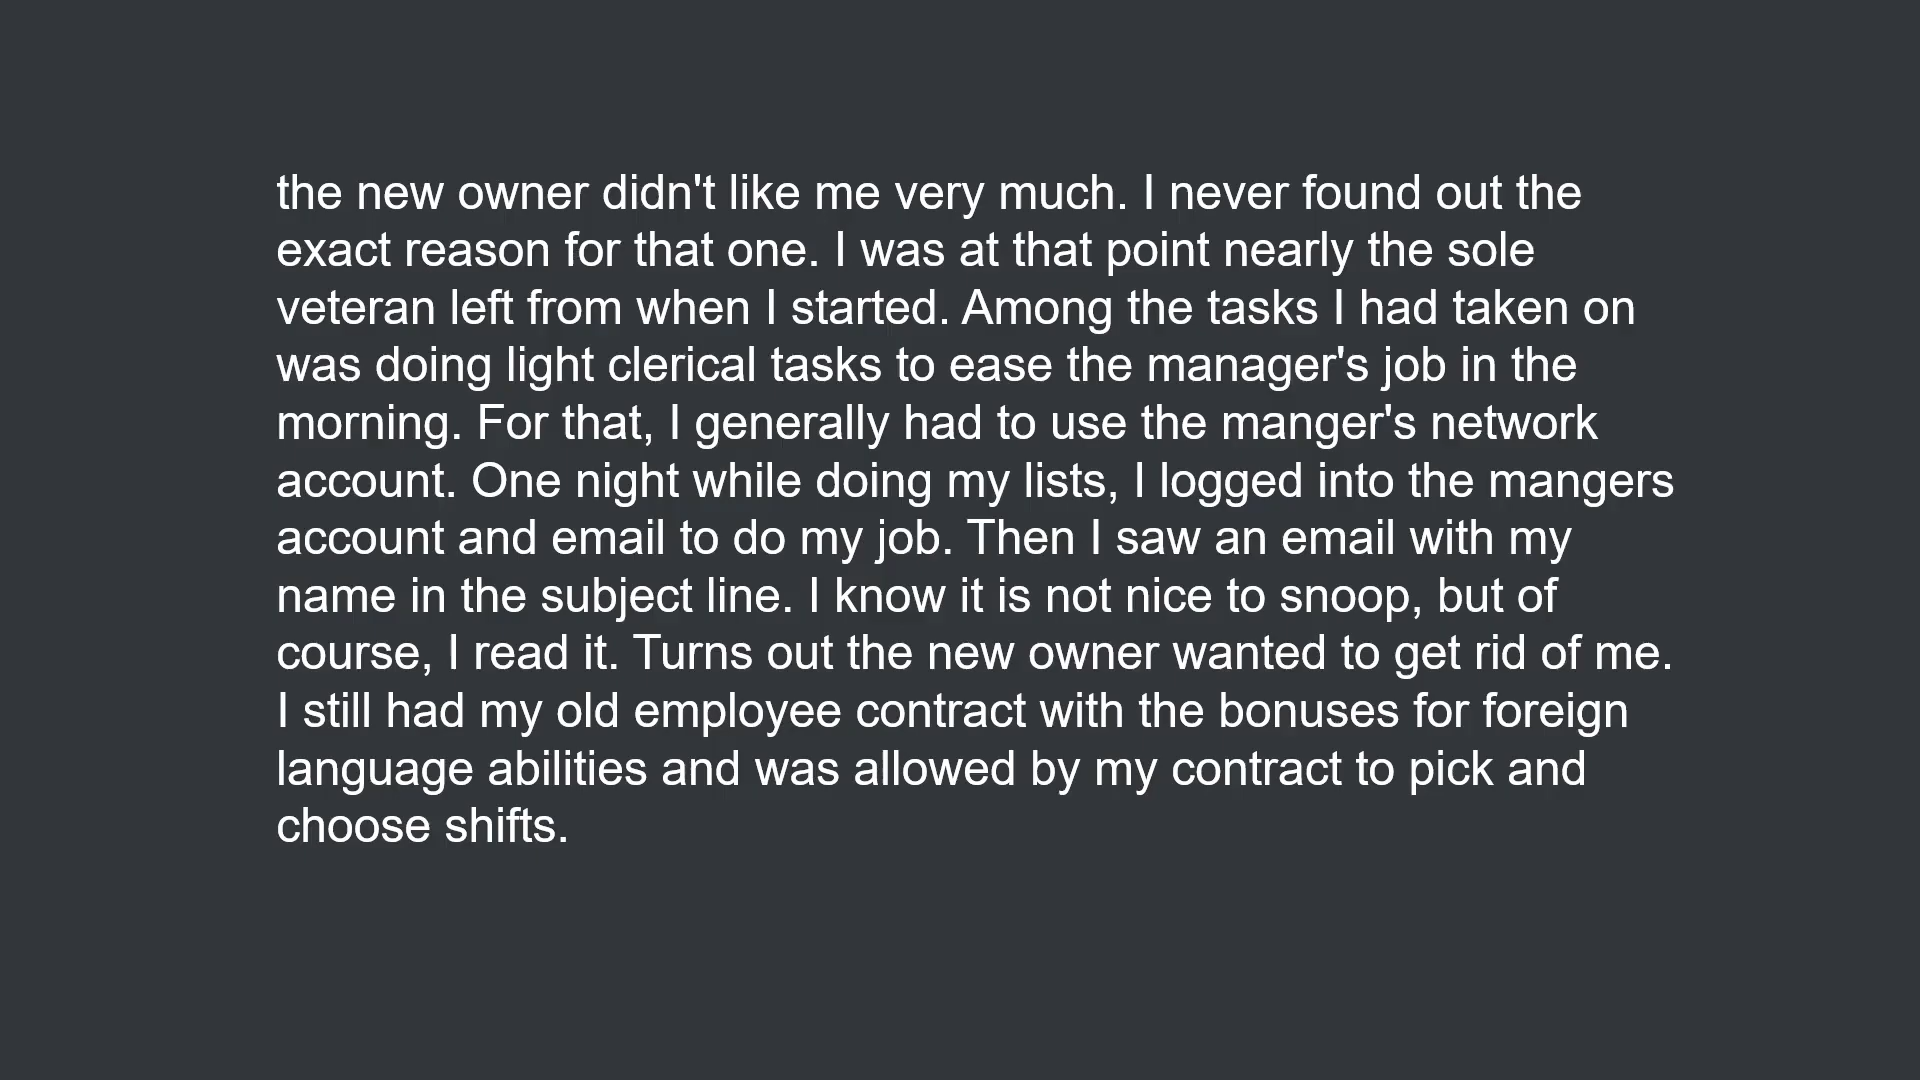 the new owner didn't like me very much. I never found out the
exact reason for that one. I was at that point nearly the sole
veteran left from when I started. Among the tasks I had taken on
was doing light clerical tasks to ease the manager's job in the
morning. For that, I generally had to use the manger's network
account. One night while doing my lists, I logged into the mangers
account and email to do my job. Then I saw an email with my
name in the subject line. I know it is not nice to snoop, but of
course, I read it. Turns out the new owner wanted to get rid of me.
I still had my old employee contract with the bonuses for foreign
language abilities and was allowed by my contract to pick and
choose shifts.